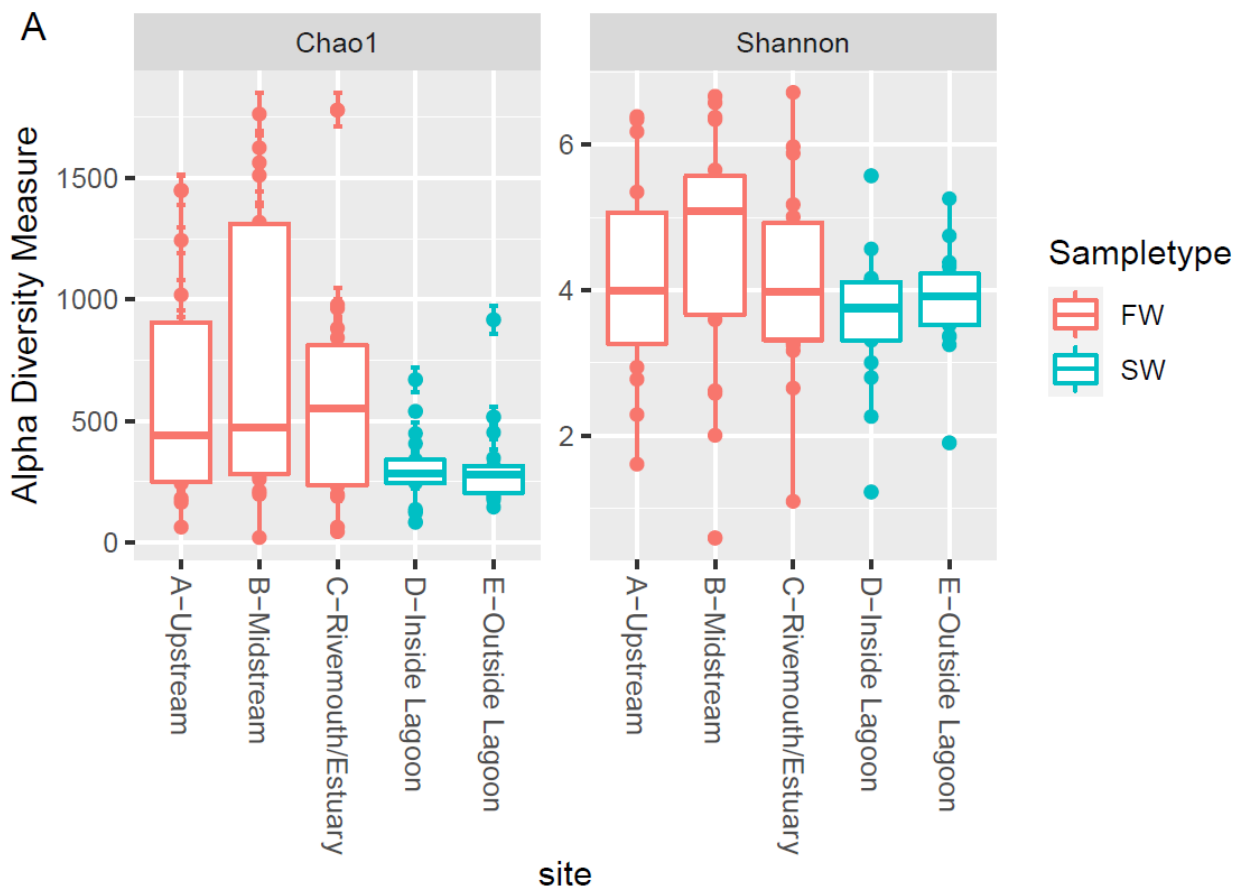 A
Chao1
Shannon
Alpha Diversity Measure
1500
1000
500
0
6
4
2
A-Upstream
B-Midstream
C-Rivemouth/Estuary
D-Inside Lagoon
E-Outside Lagoon
A-Upstream
B-Midstream
C-Rivemouth/Estuary
D-Inside Lagoon
E-Outside Lagoon
site
Sampletype
FW
SW